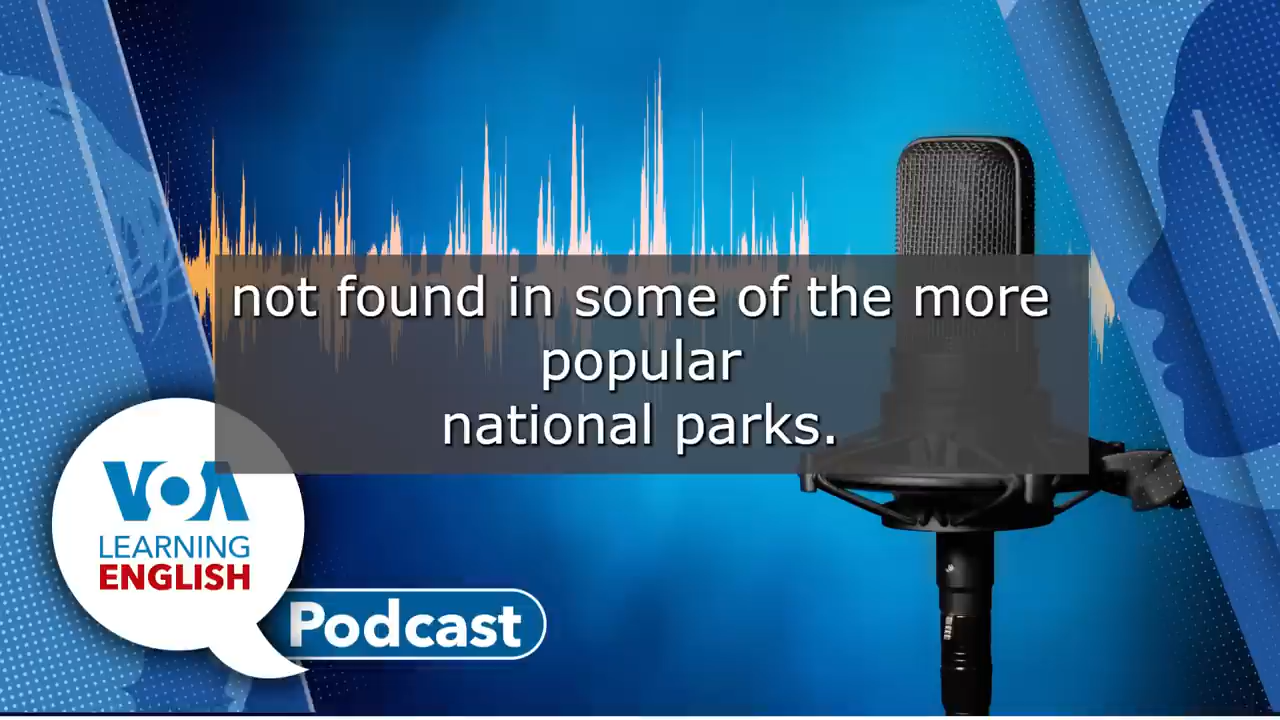 not found in some of the more
popular
national parks.
VOA
LEARNING
ENGLISH
Podcast